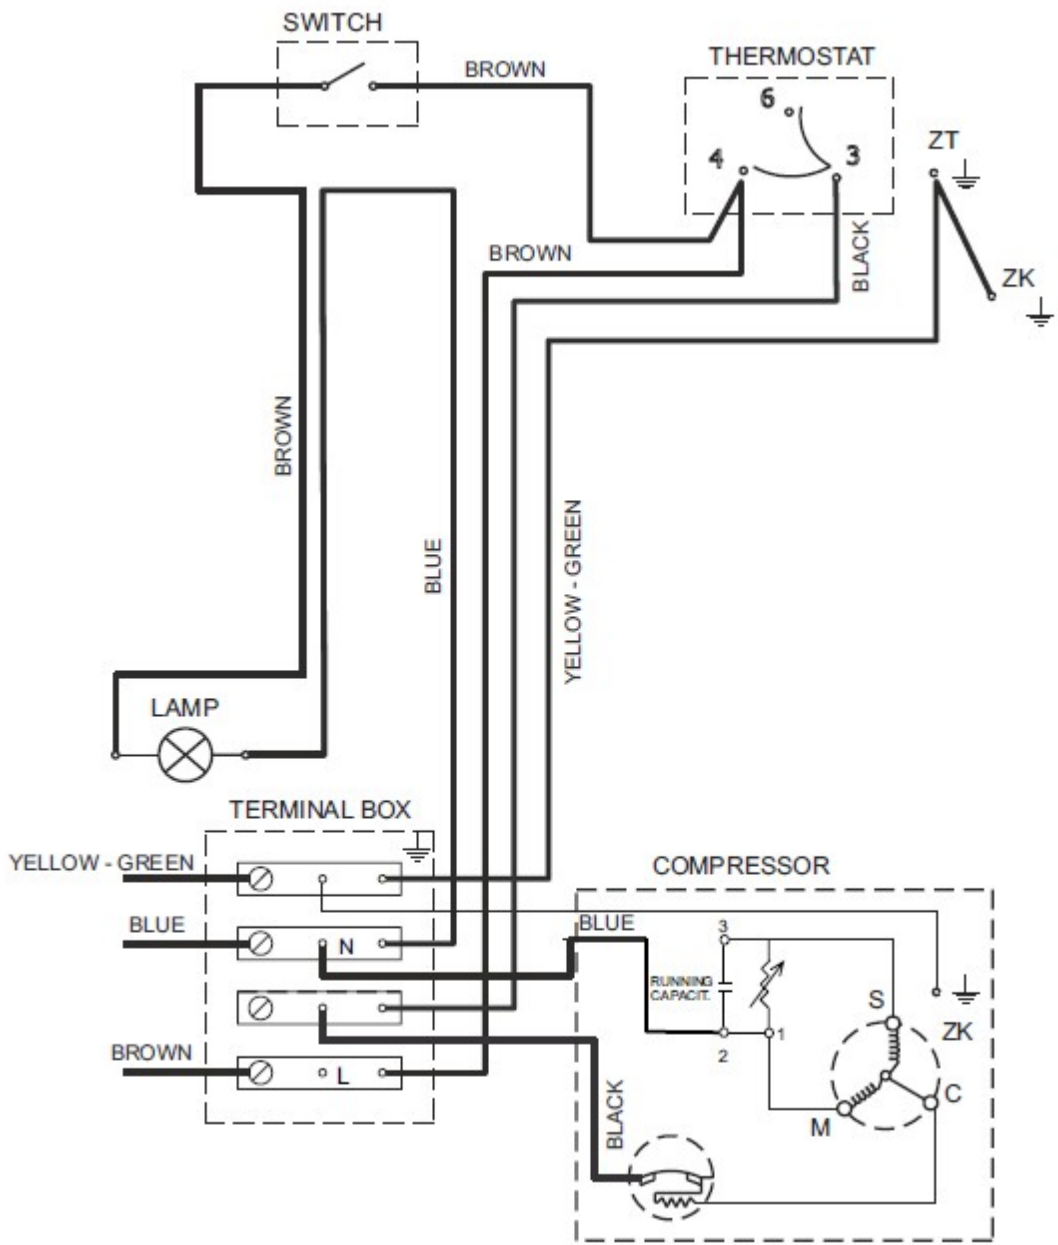 SWITCH
BROWN
THERMOSTAT
6
4
3
ZT
BROWN
BLACK
ZK
BROWN
BLUE
YELLOW - GREEN
LAMP
TERMINAL BOX
YELLOW - GREEN
COMPRESSOR
BLUE
N
BLUE
3
RUNNING
CAPACIT.
S
ZK
1
2
BROWN
L
BLACK
M
C